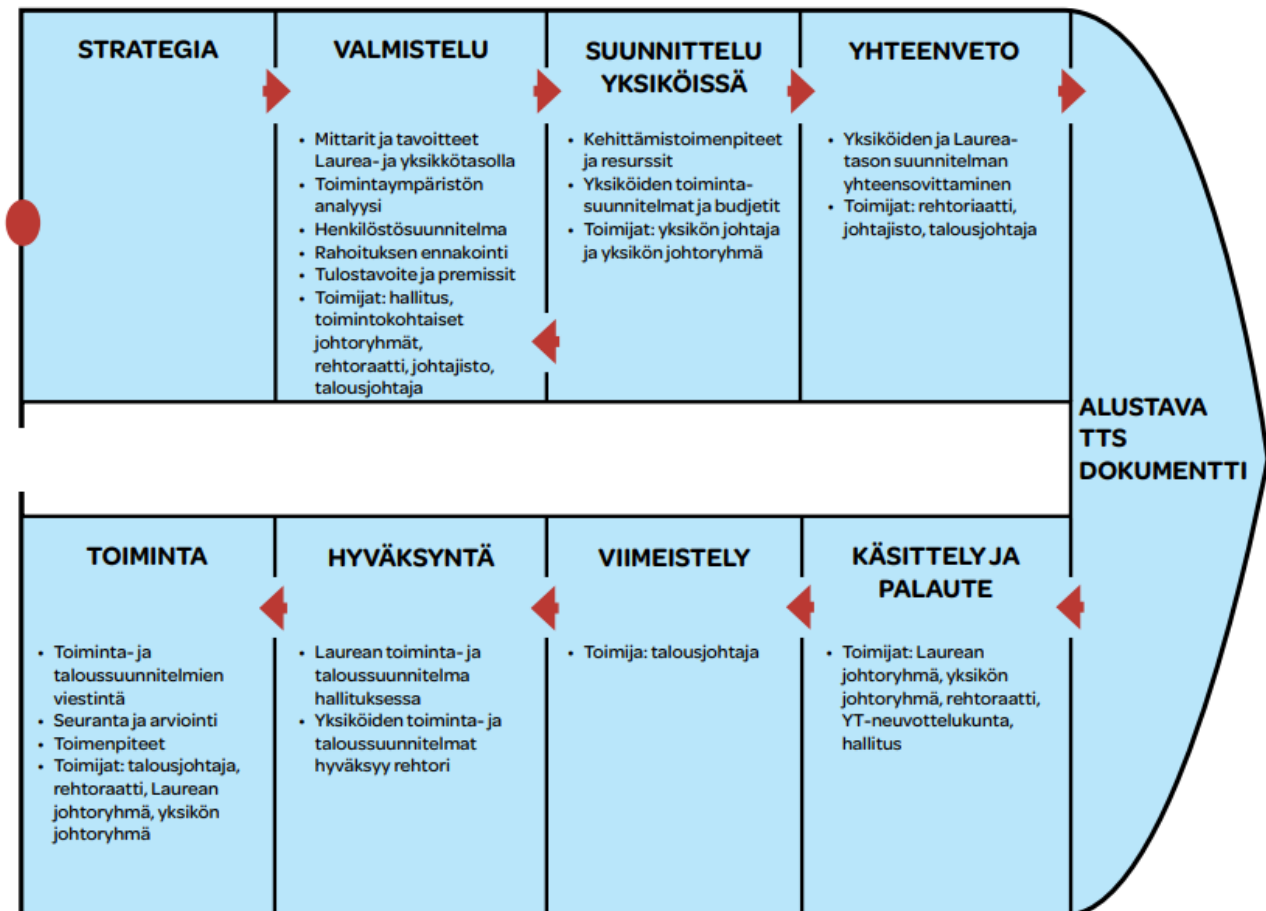 STRATEGIA
VALMISTELU
• Mittarit ja tavoitteet
Laurea- ja yksikkötasolla
• Toimintaympäristön
analyysi
• Henkilöstösuunnitelma
• Rahoituksen ennakointi
• Tulostavoite ja premissit
• Toimijat: hallitus,
toimintokohtaiset
johtoryhmät,
rehtoraatti, johtajisto,
talousjohtaja
SUUNNITTELU
YKSIKÖISSÄ
• Kehittämistoimenpiteet
ja resurssit
• Yksiköiden toiminta-
suunnitelmat ja budjetit
• Toimijat: yksikön johtaja
ja yksikön johtoryhmä
YHTEENVETO
• Yksiköiden ja Laurea-
tason suunnitelman
yhteensovittaminen
• Toimijat: rehtoriaatti,
johtajisto, talousjohtaja
ALUSTAVA
TTS
DOKUMENTTI
KÄSITTELY JA
PALAUTE
• Toimijat: Laurean
johtoryhmä, yksikön
johtoryhmä, rehtoraatti,
YT-neuvottelukunta,
hallitus
VIIMEISTELY
• Toimija: talousjohtaja
HYVÄKSYNTÄ
• Laurean toiminta- ja
taloussuunnitelma
hallituksessa
• Yksiköiden toiminta- ja
taloussuunnitelmat
hyväksyy rehtori
TOIMINTA
• Toiminta- ja
taloussuunnitelmien
viestintä
• Seuranta ja arviointi
• Toimenpiteet
• Toimijat: talousjohtaja,
rehtoraatti, Laurean
johtoryhmä, yksikön
johtoryhmä